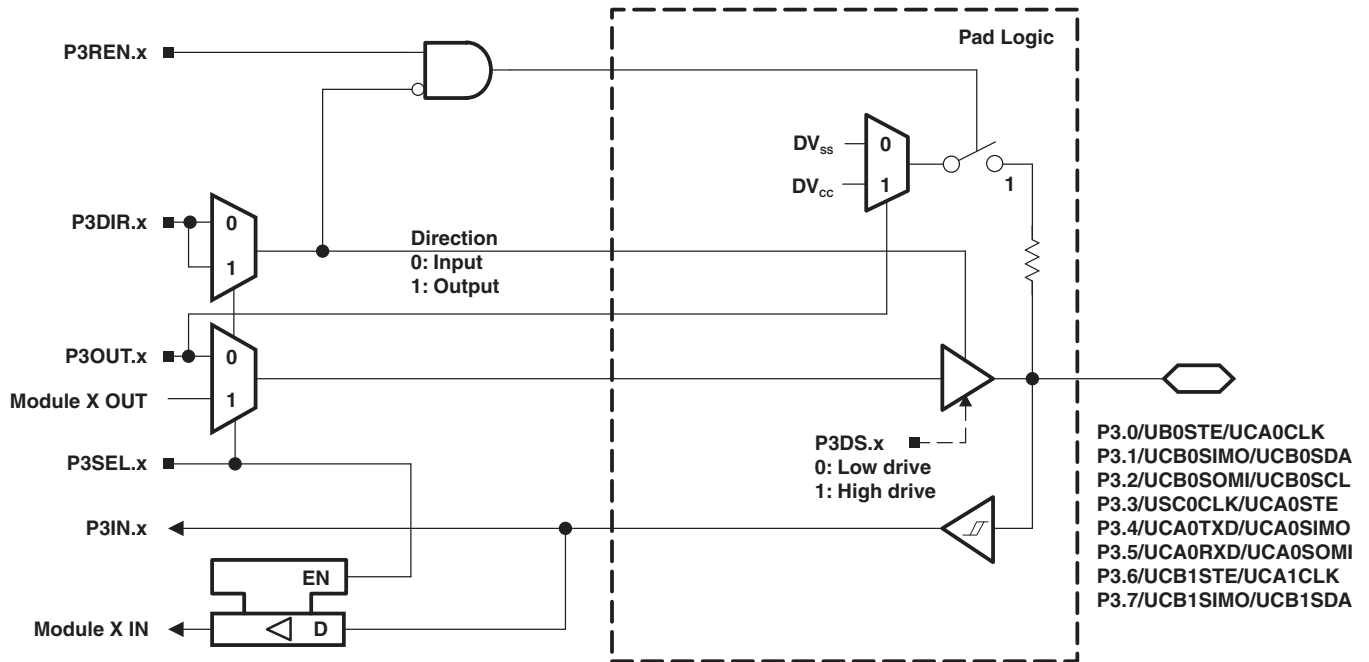 Pad Logic
P3REN.x
DVss
0
DVcc
1
1
P3DIR.x
0
1
Direction
0: Input
1: Output
P3OUT.x
0
Module X OUT
1
P3DS.x
0: Low drive
1: High drive
P3SEL.x
P3IN.x
EN
Module X IN
D
P3.0/UB0STE/UCA0CLK
P3.1/UCB0SIMO/UCB0SDA
P3.2/UCB0SOMI/UCB0SCL
P3.3/USC0CLK/UCA0STE
P3.4/UCA0TXD/UCA0SIMO
P3.5/UCA0RXD/UCA0SOMI
P3.6/UCB1STE/UCA1CLK
P3.7/UCB1SIMO/UCB1SDA